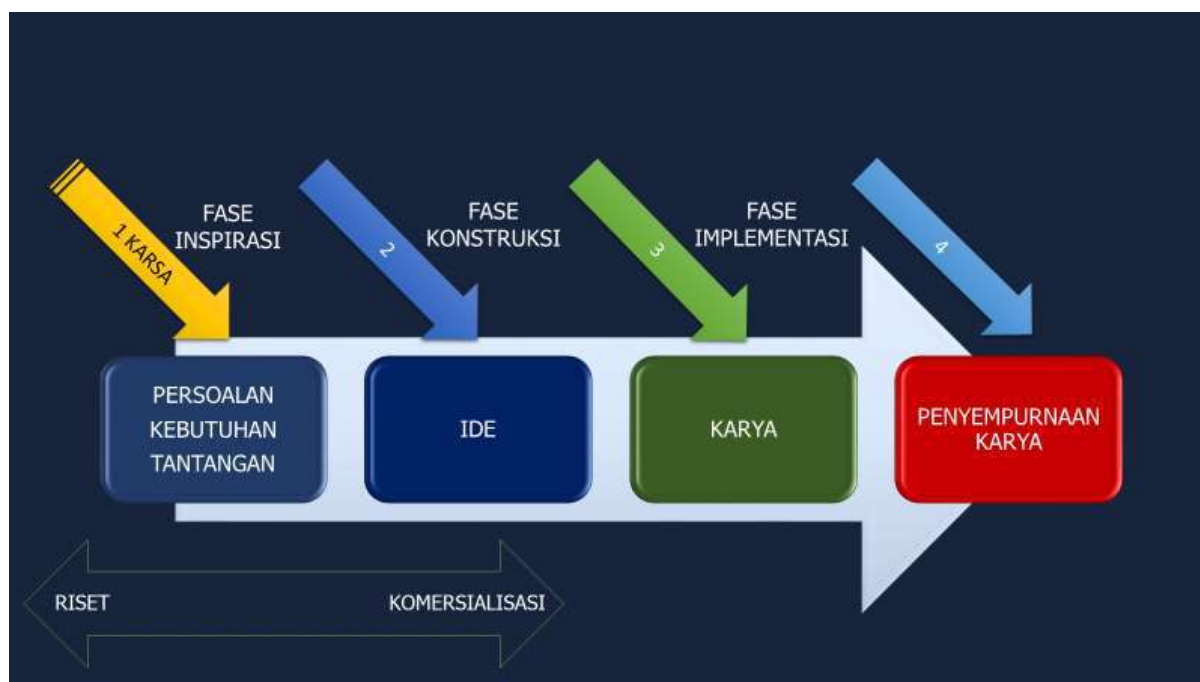 1 KARSA
FASE
INSPIRASI
2
FASE
KONSTRUKSI
3
FASE
IMPLEMENTASI
4
PERSOALAN
KEBUTUHAN
TANTANGAN
IDE
KARYA
PENYEMPURNAAN
KARYA
RISET
KOMERSIALISASI